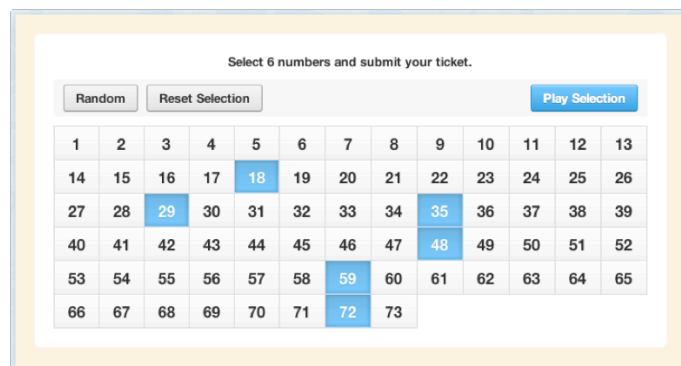 Select 6 numbers and submit your ticket.
Random Reset Selection Play Selection
1 2 3 4 5 6 7 8 9 10 11 12 13
14 15 16 17 18 19 20 21 22 23 24 25 26
27 28 29 30 31 32 33 34 35 36 37 38 39
40 41 42 43 44 45 46 47 48 49 50 51 52
53 54 55 56 57 58 59 60 61 62 63 64 65
66 67 68 69 70 71 72 73